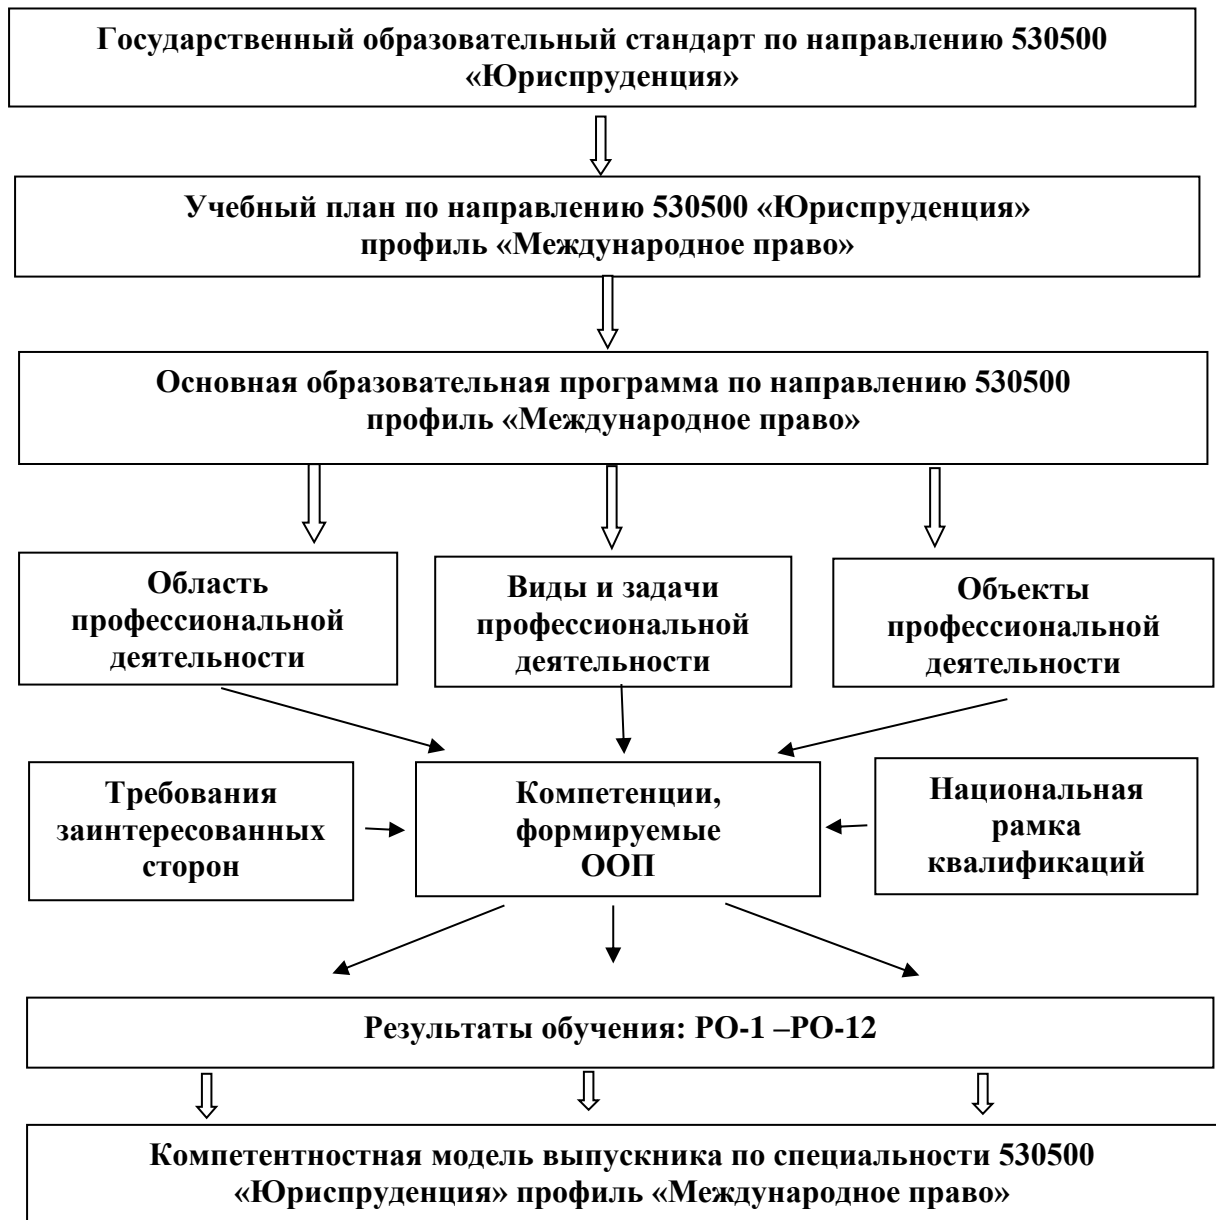 Государственный образовательный стандарт по направлению 530500
«Юриспруденция»
Учебный план по направлению 530500 «Юриспруденция»
профиль «Международное право»
Основная образовательная программа по направлению 530500
профиль «Международное право»
Область
профессиональной
деятельности
Виды и задачи
профессиональной
деятельности
Объекты
профессиональной
деятельности
Требования
заинтересованных
сторон
Компетенции,
формируемые
ООП
Национальная
рамка
квалификаций
Результаты обучения: РО-1 –РО-12
Компетентностная модель выпускника по специальности 530500
«Юриспруденция» профиль «Международное право»